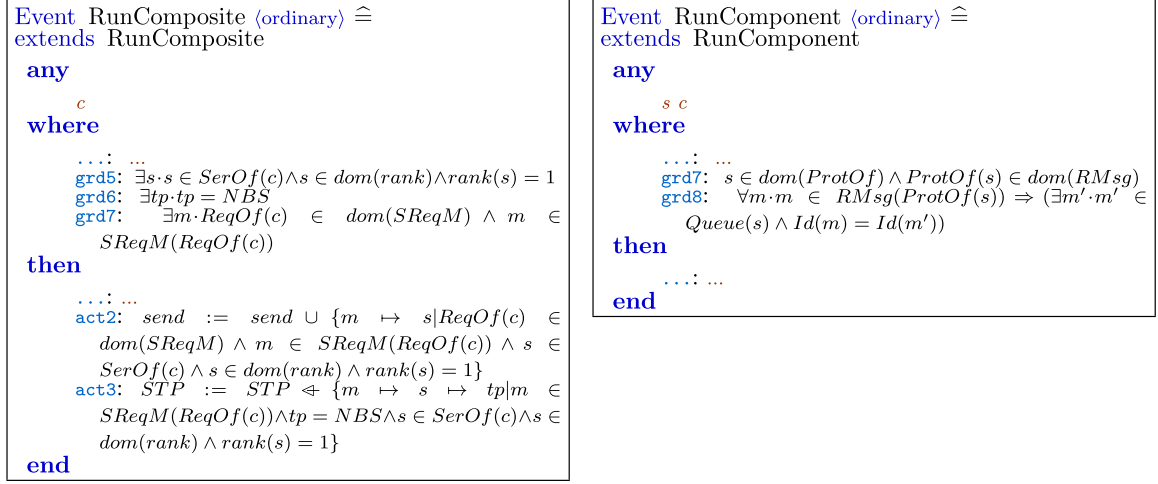 Event RunComposite ⟨ordinary⟩ ≙
extends RunComposite
any
c
where
...: ...
grd5: ∃s·s ∈ SerOf(c)∧s ∈ dom(rank)∧rank(s) = 1
grd6: ∃tp·tp = NBS
grd7: ∃m·ReqOf(c) ∈ dom(SReqM) ∧ m ∈
SReqM(ReqOf(c))
then
...: ...
act2: send := send ∪ {m ↦ s|ReqOf(c) ∈
dom(SReqM) ∧ m ∈ SReqM(ReqOf(c)) ∧ s ∈
SerOf(c) ∧ s ∈ dom(rank) ∧ rank(s) = 1}
act3: STP := STP ⩤ {m ↦ s ↦ tp|m ∈
SReqM(ReqOf(c))∧tp = NBS∧s ∈ SerOf(c)∧s ∈
dom(rank) ∧ rank(s) = 1}
end
Event RunComponent ⟨ordinary⟩ ≙
extends RunComponent
any
s c
where
...: ...
grd7: s ∈ dom(ProtOf) ∧ ProtOf(s) ∈ dom(RMsg)
grd8: ∀m·m ∈ RMsg(ProtOf(s)) ⇒ (∃m′·m′ ∈
Queue(s) ∧ Id(m) = Id(m′))
then
...: ...
end